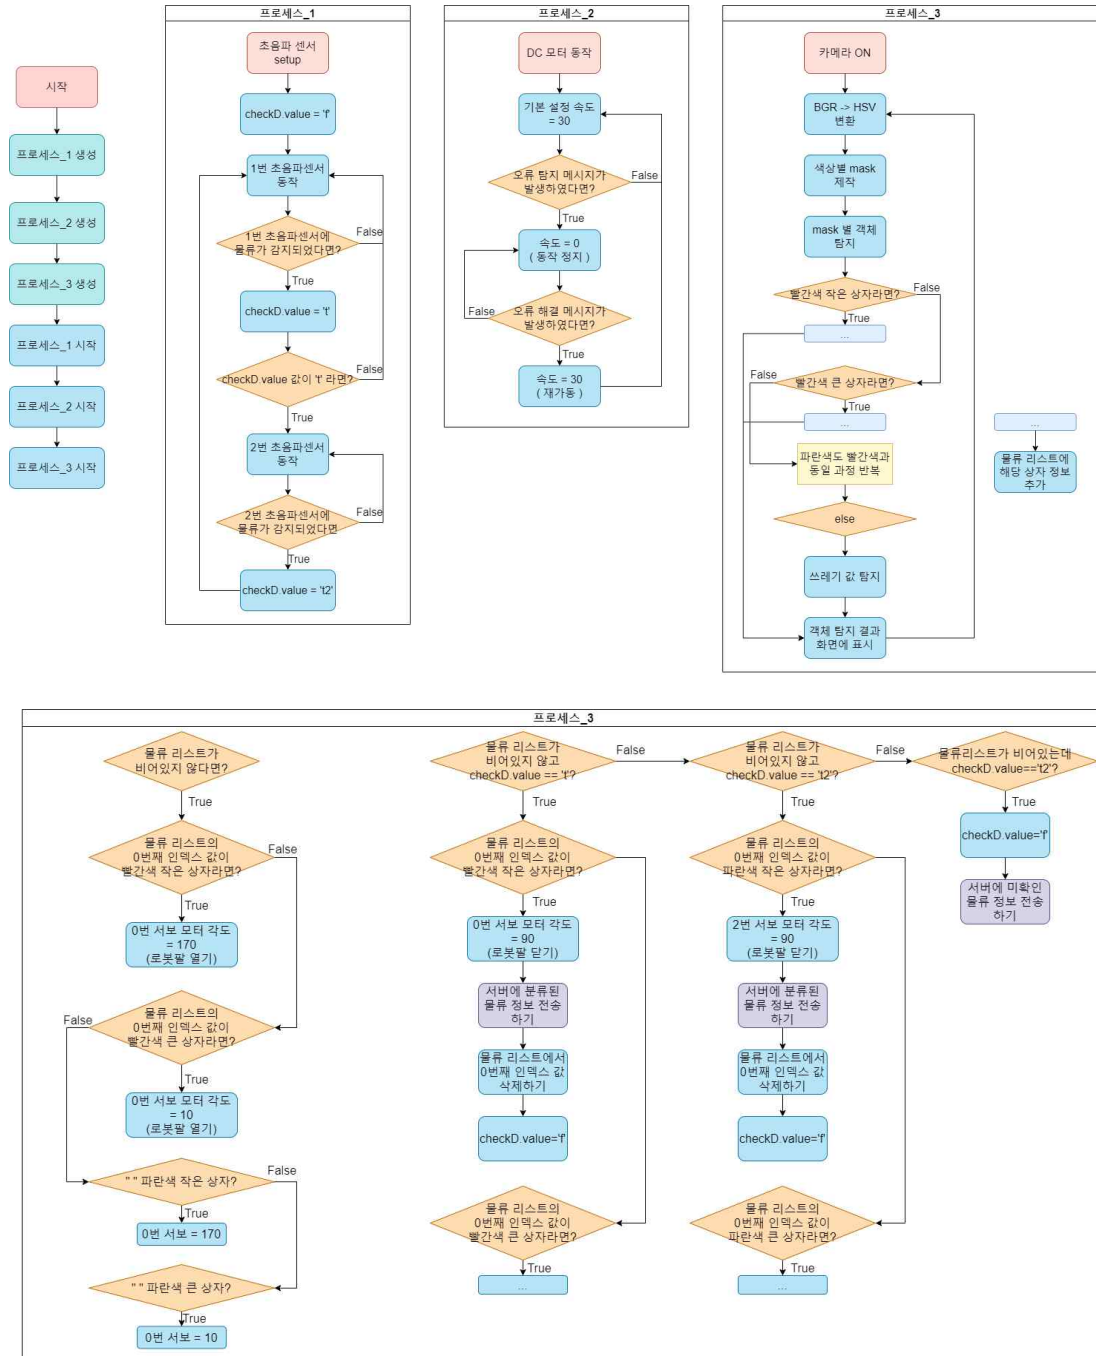 시작
프로세스_1 생성
프로세스_2 생성
프로세스_3 생성
프로세스_1 시작
프로세스_2 시작
프로세스_3 시작
프로세스_1
초음파 센서
setup
checkD.value = 'f'
1번 초음파센서
동작
1번 초음파센서에
물류가 감지되었다면?
False
True
checkD.value = 't'
checkD.value 값이 't' 라면?
False
True
2번 초음파센서
동작
2번 초음파센서에
물류가 감지되었다면
False
True
checkD.value = 't2'
프로세스_2
DC 모터 동작
기본 설정 속도
= 30
오류 탐지 메시지가
발생하였다면?
False
True
속도 = 0
( 동작 정지 )
오류 해결 메시지가
발생하였다면?
False
True
속도 = 30
( 재가동 )
프로세스_3
카메라 ON
BGR -> HSV
변환
색상별 mask
제작
mask 별 객체
탐지
빨간색 작은 상자라면?
False
True
...
빨간색 큰 상자라면?
False
True
...
파란색도 빨간색과
동일 과정 반복
else
쓰레기 값 탐지
객체 탐지 결과
화면에 표시
...
물류 리스트에
해당 상자 정보
추가
프로세스_3
물류 리스트가
비어있지 않다면?
True
물류 리스트의
0번째 인덱스 값이
빨간색 작은 상자라면?
False
True
0번 서보 모터 각도
= 170
(로봇팔 열기)
물류 리스트의
0번째 인덱스 값이
빨간색 큰 상자라면?
False
True
0번 서보 모터 각도
= 10
(로봇팔 열기)
" " 파란색 작은 상자?
False
True
0번 서보 = 170
" " 파란색 큰 상자?
True
0번 서보 = 10
물류 리스트가
비어있지 않고
checkD.value == 't'?
False
True
물류 리스트의
0번째 인덱스 값이
빨간색 작은 상자라면?
True
0번 서보 모터 각도
= 90
(로봇팔 닫기)
서버에 분류된
물류 정보 전송
하기
물류 리스트에서
0번째 인덱스 값
삭제하기
checkD.value='f'
물류 리스트의
0번째 인덱스 값이
빨간색 큰 상자라면?
True
...
물류 리스트가
비어있지 않고
checkD.value == 't2'?
False
True
물류 리스트의
0번째 인덱스 값이
파란색 작은 상자라면?
True
2번 서보 모터 각도
= 90
(로봇팔 닫기)
서버에 분류된
물류 정보 전송
하기
물류 리스트에서
0번째 인덱스 값
삭제하기
checkD.value='f'
물류 리스트의
0번째 인덱스 값이
파란색 큰 상자라면?
True
...
물류리스트가 비어있는데
checkD.value=='t2'?
True
checkD.value='f'
서버에 미확인
물류 정보 전송
하기